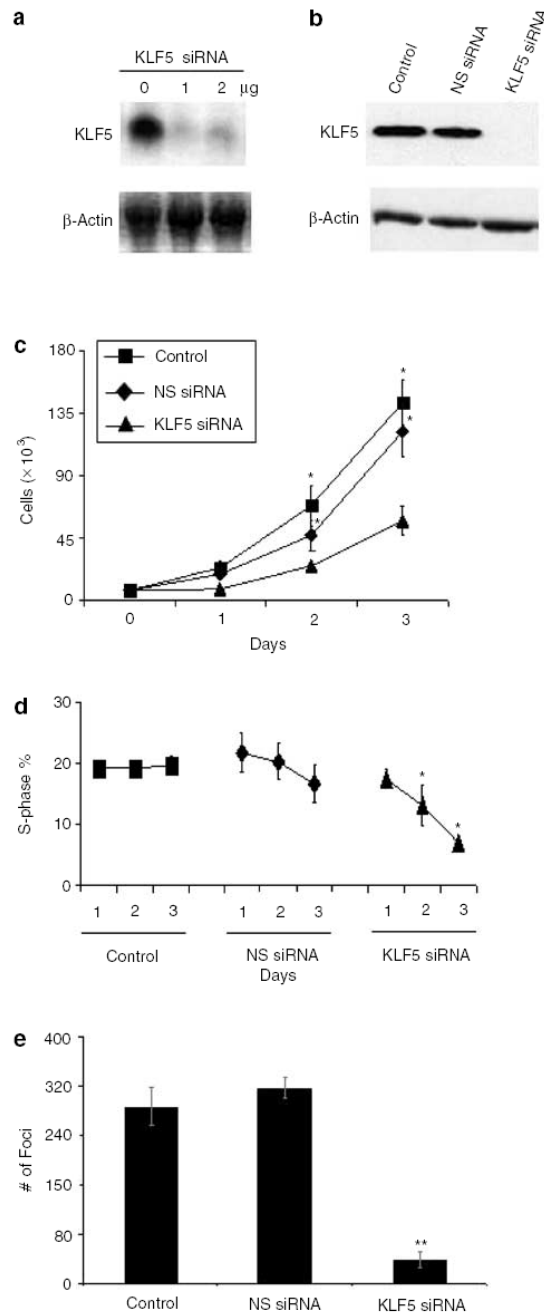 a
KLF5 siRNA
0 1 2 μg
KLF5
β-Actin
b
Control
NS siRNA
KLF5 siRNA
KLF5
β-Actin
c
180
135
90
45
0
Cells (×10³)
Control
NS siRNA
KLF5 siRNA
*
*
*
*
0 1 2 3
Days
d
30
20
10
0
S-phase %
*
*
1 2 3 1 2 3 1 2 3
Control NS siRNA KLF5 siRNA
Days
e
400
320
240
80
0
# of Foci
**
Control NS siRNA KLF5 siRNA